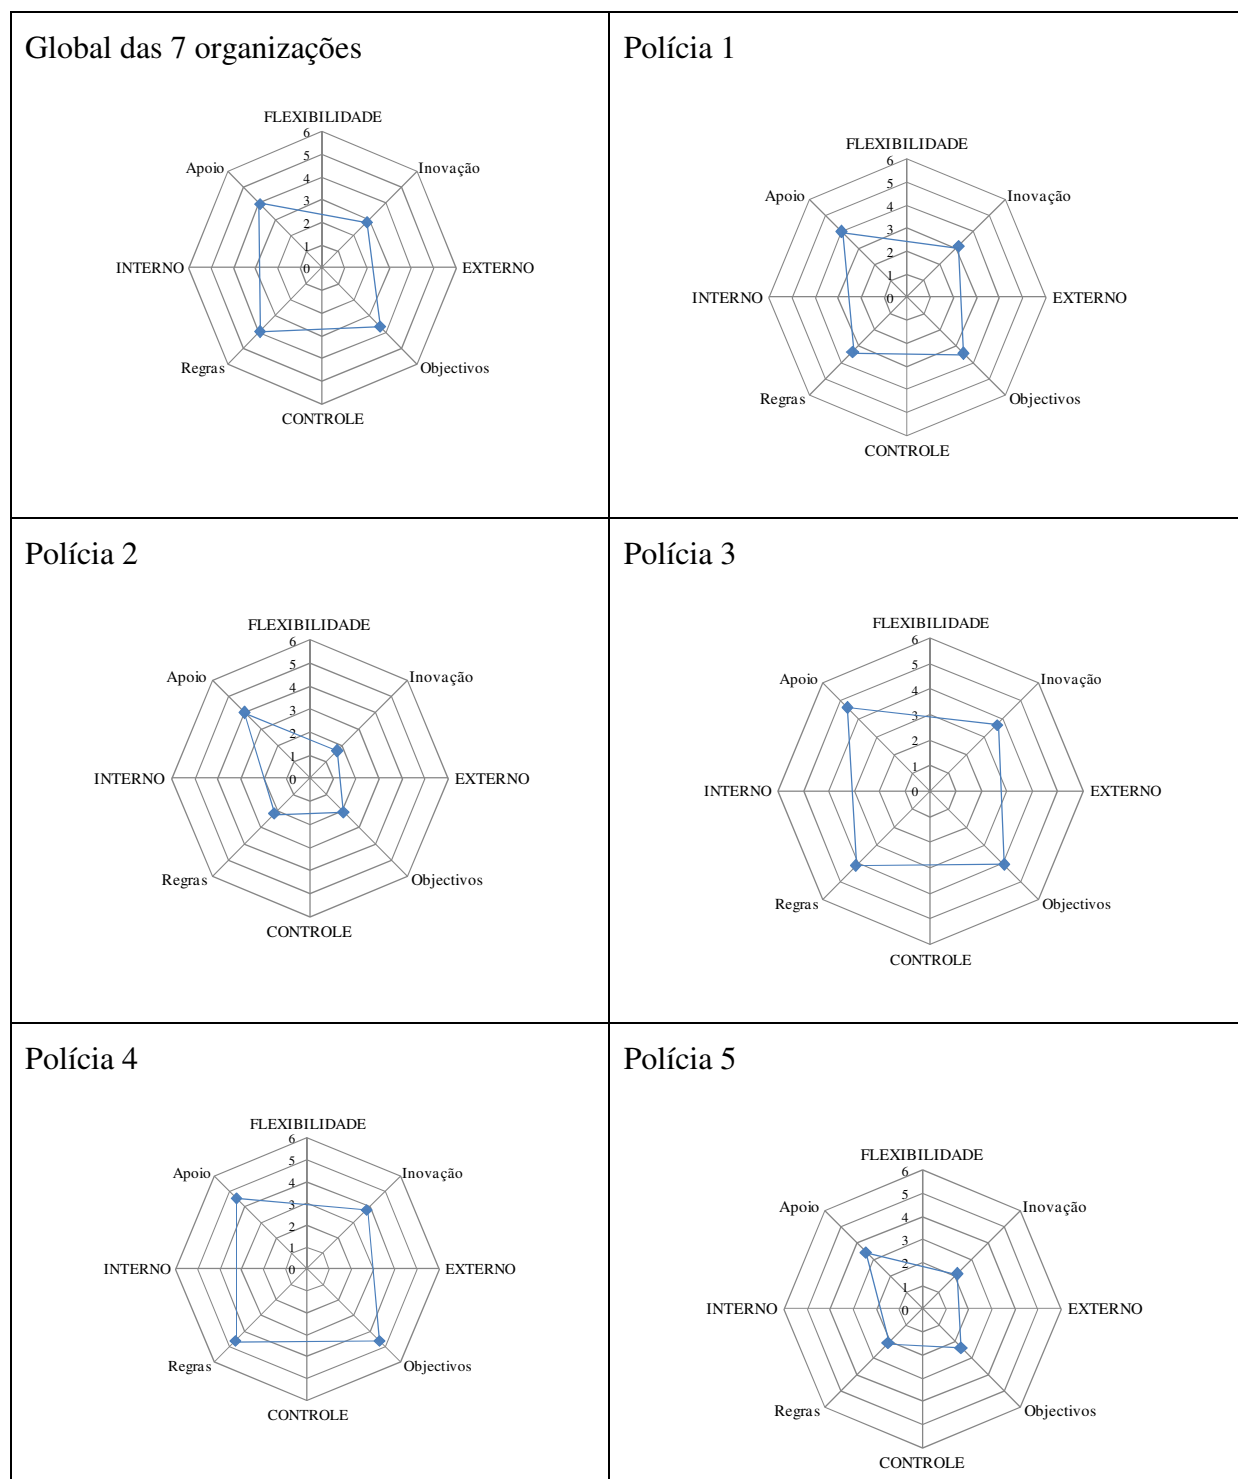 Global das 7 organizações
FLEXIBILIDADE
6
Apoio
Inovação
5
4
3
2
1
INTERNO
0
EXTERNO
Regras
Objectivos
CONTROLE
Polícia 1
FLEXIBILIDADE
6
Apoio
Inovação
5
4
3
2
1
INTERNO
0
EXTERNO
Regras
Objectivos
CONTROLE
Polícia 2
FLEXIBILIDADE
6
Apoio
Inovação
5
4
3
2
1
INTERNO
0
EXTERNO
Regras
Objectivos
CONTROLE
Polícia 3
FLEXIBILIDADE
6
Apoio
Inovação
5
4
3
2
1
INTERNO
0
EXTERNO
Regras
Objectivos
CONTROLE
Polícia 4
FLEXIBILIDADE
6
Apoio
Inovação
5
4
3
2
1
INTERNO
0
EXTERNO
Regras
Objectivos
CONTROLE
Polícia 5
FLEXIBILIDADE
6
Apoio
Inovação
5
4
3
2
1
INTERNO
0
EXTERNO
Regras
Objectivos
CONTROLE